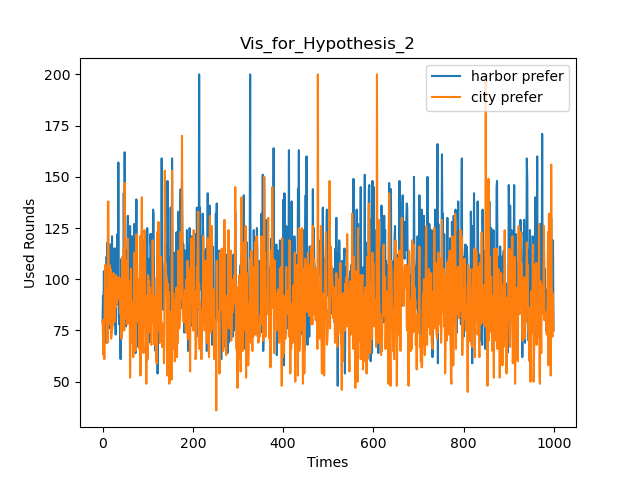 Vis_for_Hypothesis_2
harbor prefer
city prefer
200
175
150
125
100
75
50
Used Rounds
0
200
400
600
800
1000
Times